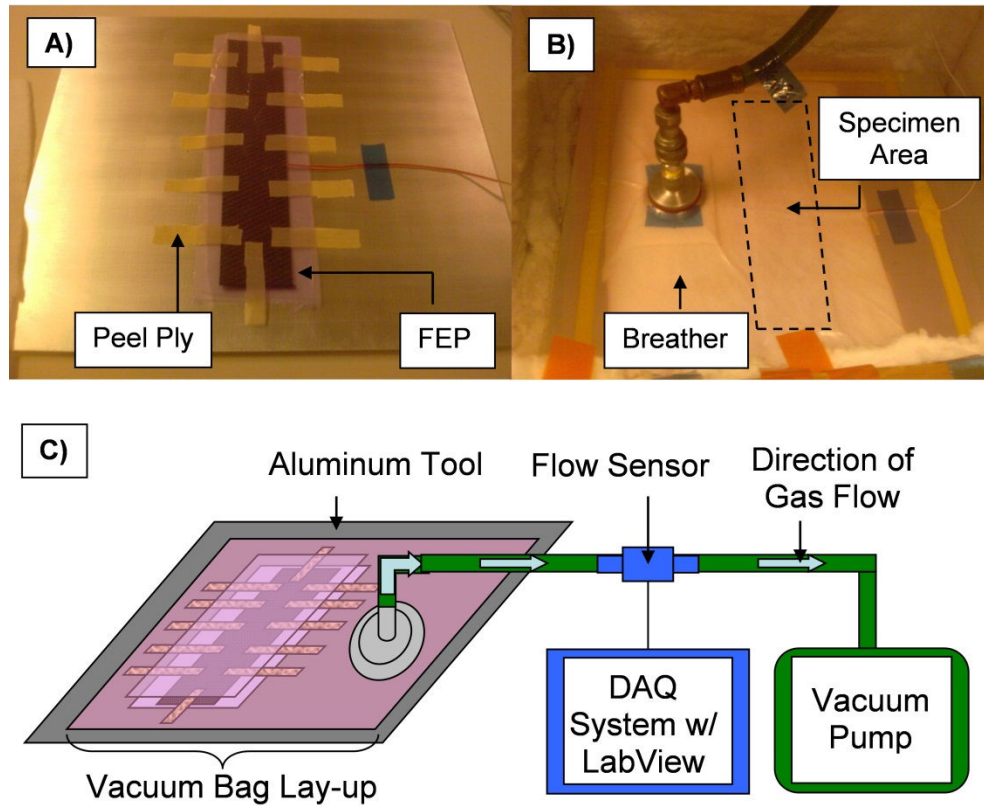 A)
Peel Ply
FEP
B)
Specimen
Area
Breather
C)
Aluminum Tool
Flow Sensor
Direction of
Gas Flow
DAQ
System w/
LabView
Vacuum
Pump
Vacuum Bag Lay-up